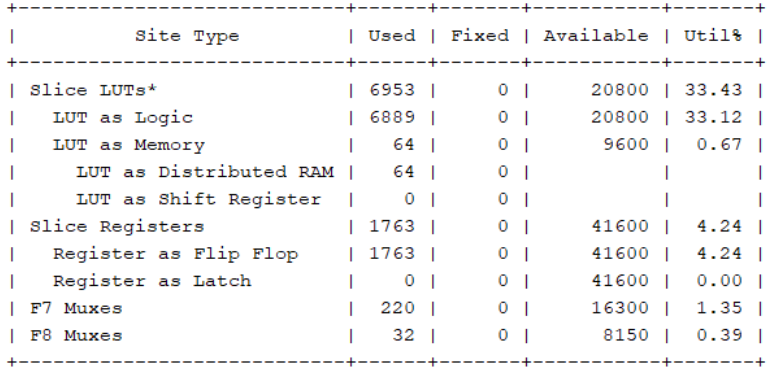 +----------------------------+------+-------+-----------+-------+
|          Site Type         | Used | Fixed | Available | Util% |
+----------------------------+------+-------+-----------+-------+
| Slice LUTs*                | 6953 |     0 |     20800 | 33.43 |
|   LUT as Logic             | 6889 |     0 |     20800 | 33.12 |
|   LUT as Memory            |   64 |     0 |      9600 |  0.67 |
|     LUT as Distributed RAM |   64 |     0 |           |       |
|     LUT as Shift Register  |    0 |     0 |           |       |
| Slice Registers            | 1763 |     0 |     41600 |  4.24 |
|   Register as Flip Flop    | 1763 |     0 |     41600 |  4.24 |
|   Register as Latch        |    0 |     0 |     41600 |  0.00 |
| F7 Muxes                   |  220 |     0 |     16300 |  1.35 |
| F8 Muxes                   |   32 |     0 |      8150 |  0.39 |
+----------------------------+------+-------+-----------+-------+